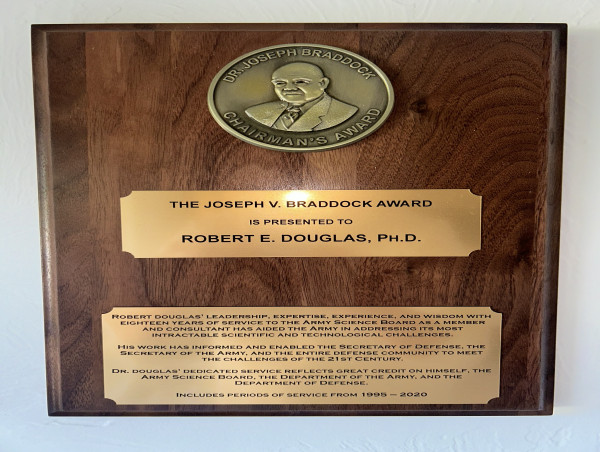 DR. JOSEPH BRADDOCK
CHAIRMAN'S AWARD
THE JOSEPH V. BRADDOCK AWARD
IS PRESENTED TO
ROBERT E. DOUGLAS, PH.D.
ROBERT DOUGLAS' LEADERSHIP, EXPERTISE, EXPERIENCE, AND WISDOM WITH
EIGHTEEN YEARS OF SERVICE TO THE ARMY SCIENCE BOARD AS A MEMBER
AND CONSULTANT HAS AIDED THE ARMY IN ADDRESSING ITS MOST
INTRACTABLE SCIENTIFIC AND TECHNOLOGICAL CHALLENGES.
HIS WORK HAS INFORMED AND ENABLED THE SECRETARY OF DEFENSE, THE
SECRETARY OF THE ARMY, AND THE ENTIRE DEFENSE COMMUNITY TO MEET
THE CHALLENGES OF THE 21ST CENTURY.
DR. DOUGLAS' DEDICATED SERVICE REFLECTS GREAT CREDIT ON HIMSELF, THE
ARMY SCIENCE BOARD, THE DEPARTMENT OF THE ARMY, AND THE
DEPARTMENT OF DEFENSE.
INCLUDES PERIODS OF SERVICE FROM 1995 – 2020